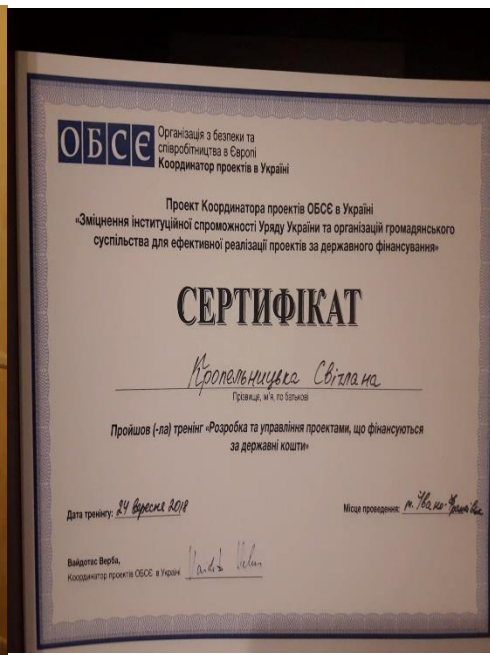 ОБСЄ
Організація з безпеки та
співробітництва в Європі
Координатор проектів в Україні
Проект Координатора проектів ОБСЄ в Україні
«Зміцнення інституційної спроможності Уряду України та організацій громадянського
суспільства для ефективної реалізації проектів за державного фінансування»
СЕРТИФІКАТ
Кропельницька Світлана
Прізвище, ім'я, по батькові
Пройшов (-ла) тренінг «Розробка та управління проектами, що фінансуються
за державні кошти»
Дата тренінгу: 24 вересня 2018
Місце проведення: м. Івано-Франківськ
Вайдотас Верба,
Координатор проектів ОБСЄ в Україні